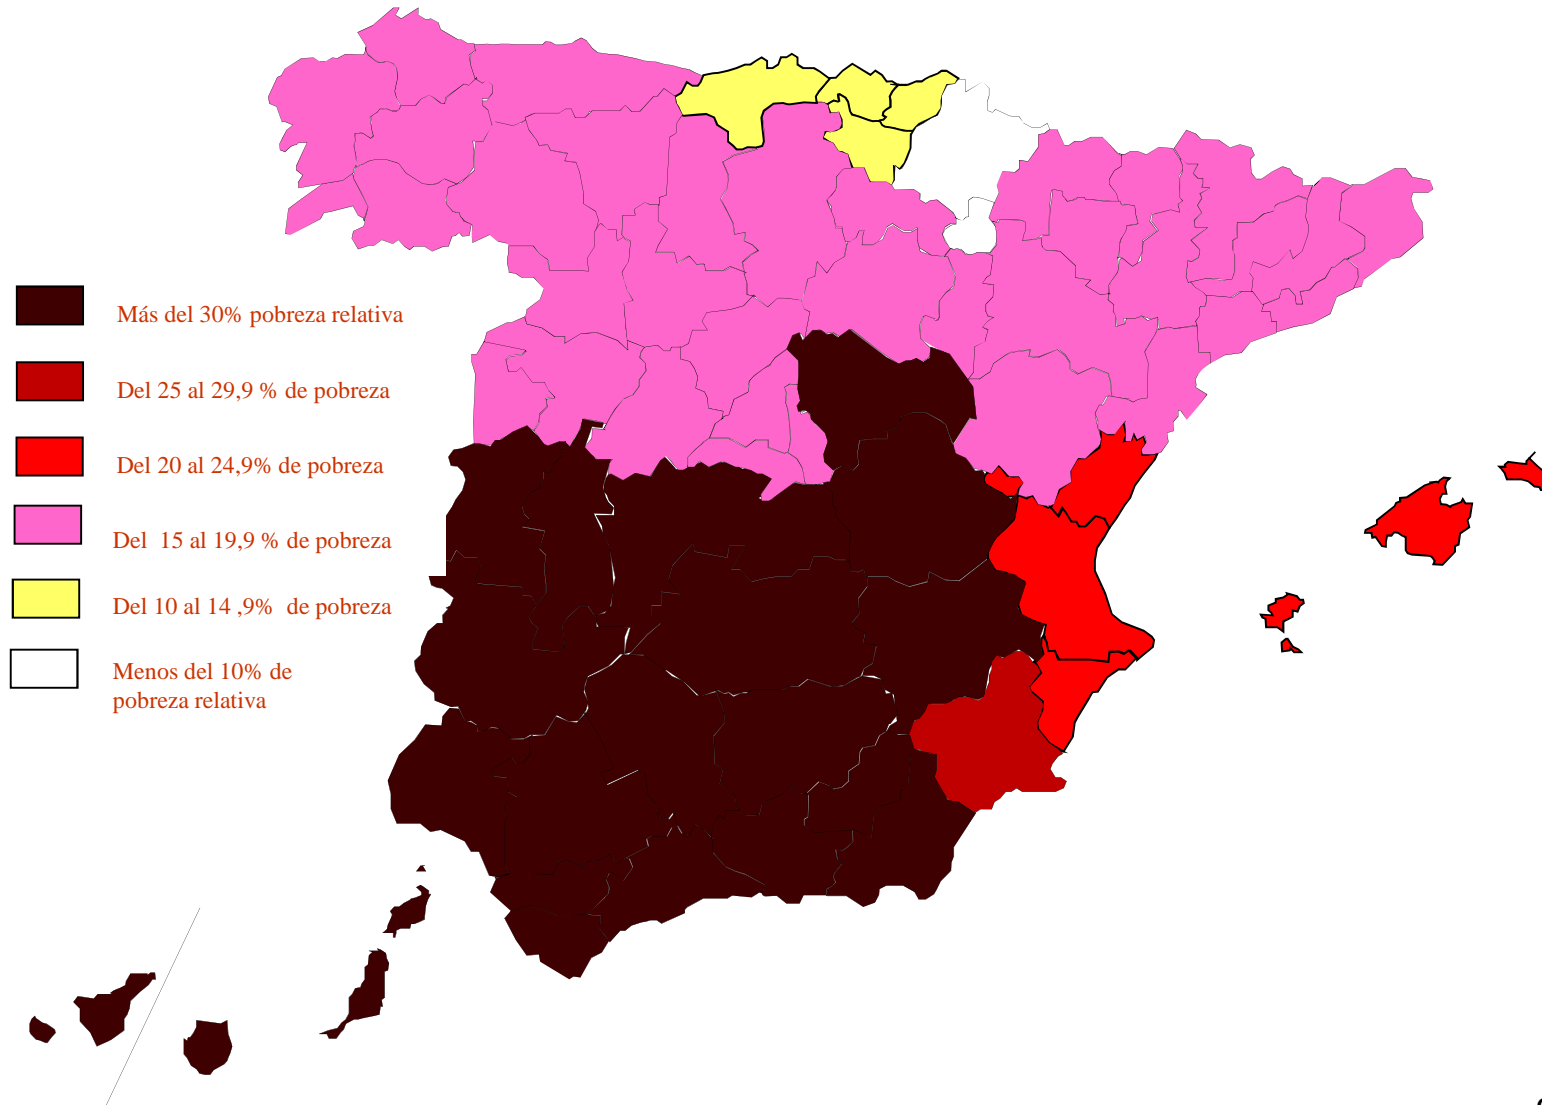 Más del 30% pobreza relativa
Del 25 al 29,9 % de pobreza
Del 20 al 24,9% de pobreza
Del 15 al 19,9 % de pobreza
Del 10 al 14 ,9% de pobreza
Menos del 10% de
pobreza relativa